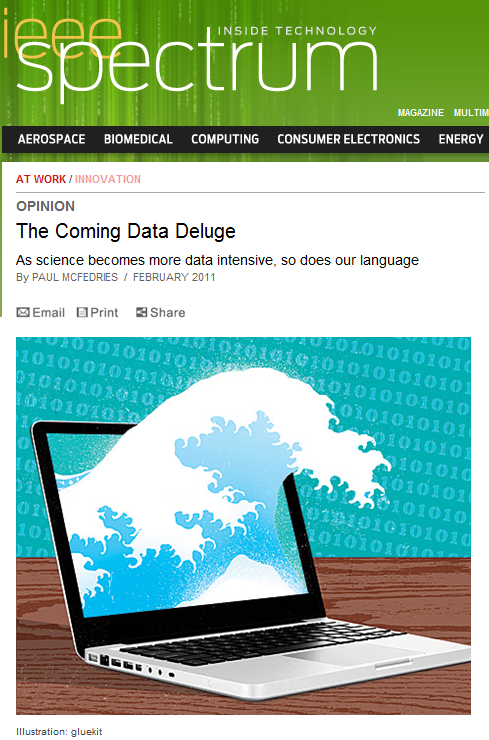 ieee
INSIDE TECHNOLOGY
spectrum
MAGAZINE MULTIM
AEROSPACE BIOMEDICAL COMPUTING CONSUMER ELECTRONICS ENERGY
AT WORK / INNOVATION
OPINION
The Coming Data Deluge
As science becomes more data intensive, so does our language
By PAUL MCFEDRIES / FEBRUARY 2011
Email Print Share
Illustration: gluekit